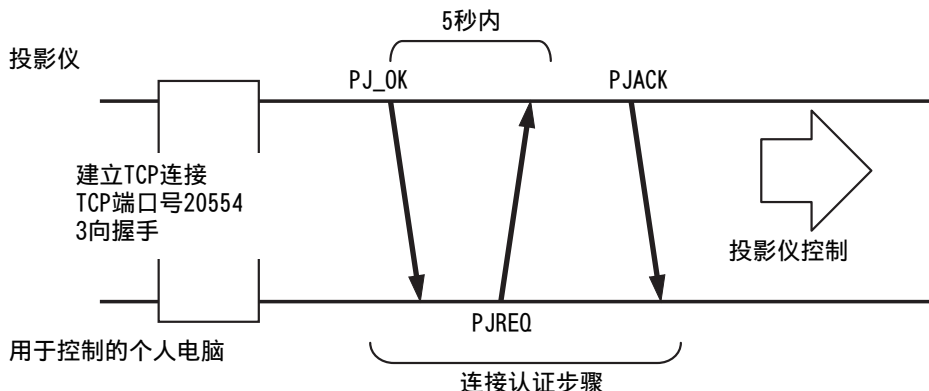 5秒内
投影仪
PJ_OK
PJACK
建立TCP连接
TCP端口号20554
3向握手
投影仪控制
PJREQ
用于控制的个人电脑
连接认证步骤